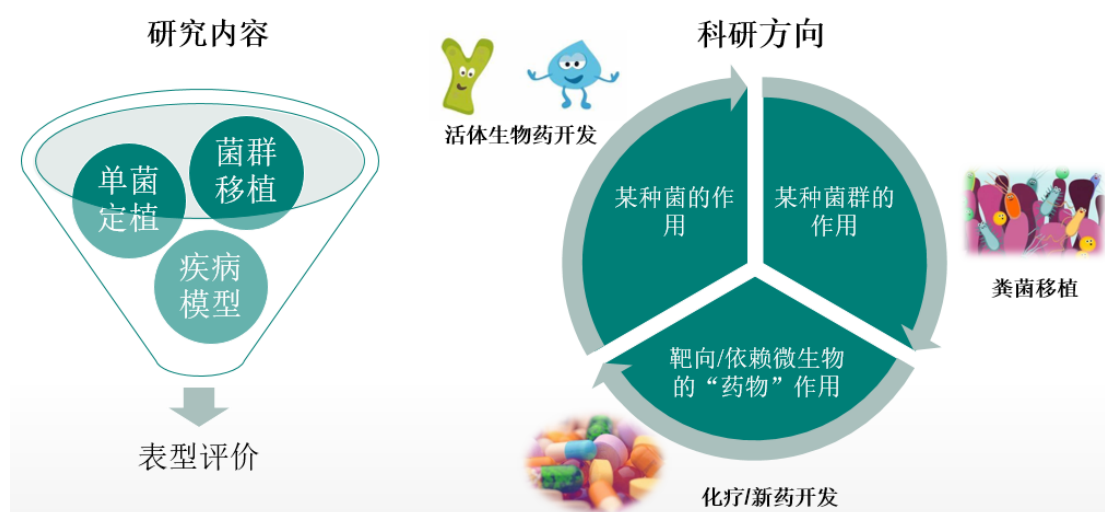 研究内容
单菌
定植
菌群
移植
疾病
模型
表型评价
科研方向
活体生物药开发
某种菌的作
用
某种菌群的
作用
粪菌移植
靶向/依赖微生物
的“药物”作用
化疗/新药开发